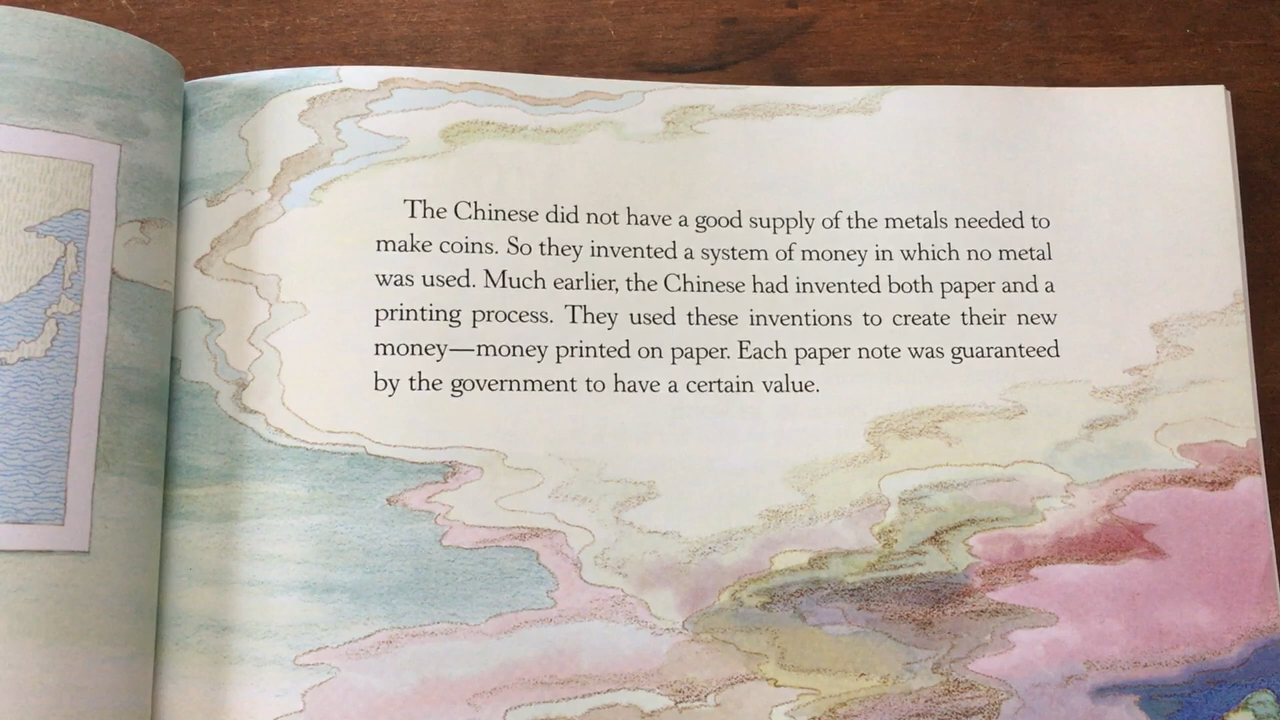 The Chinese did not have a good supply of the metals needed to
make coins. So they invented a system of money in which no metal
was used. Much earlier, the Chinese had invented both paper and a
printing process. They used these inventions to create their new
money—money printed on paper. Each paper note was guaranteed
by the government to have a certain value.